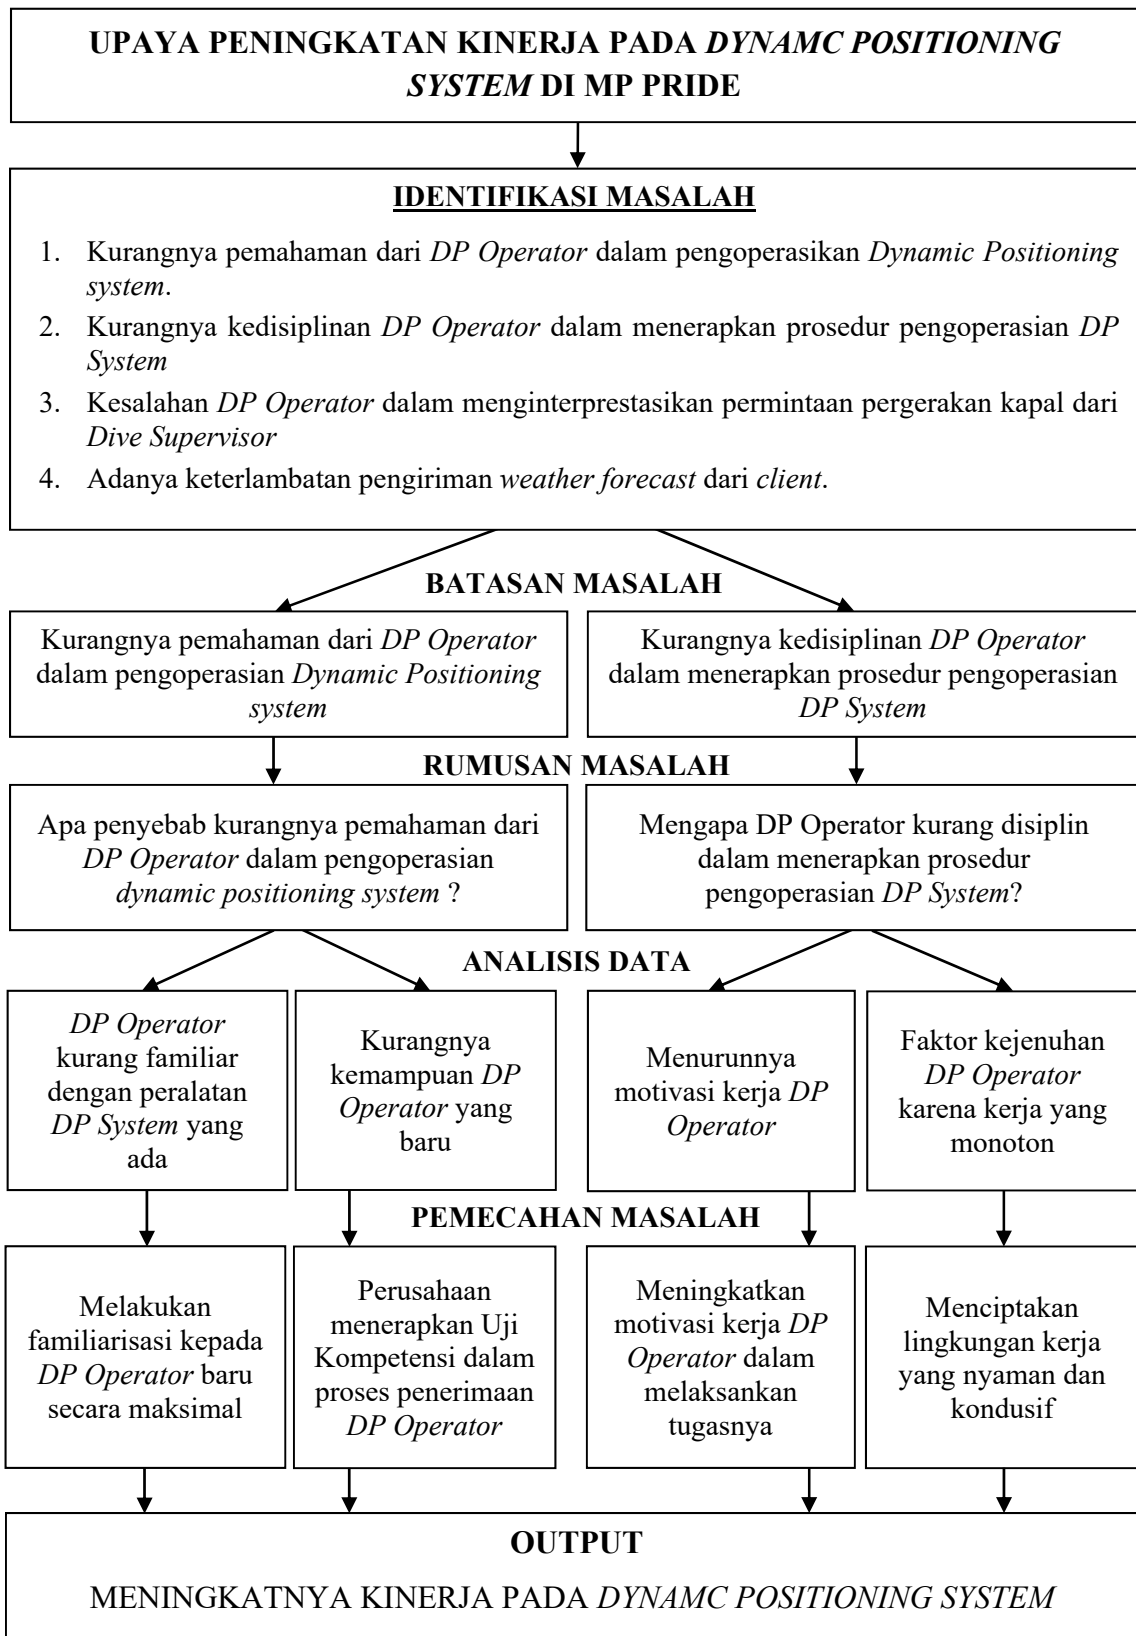 UPAYA PENINGKATAN KINERJA PADA DYNAMC POSITIONING
SYSTEM DI MP PRIDE
IDENTIFIKASI MASALAH
1. Kurangnya pemahaman dari DP Operator dalam pengoperasikan Dynamic Positioning
system.
2. Kurangnya kedisiplinan DP Operator dalam menerapkan prosedur pengoperasian DP
System
3. Kesalahan DP Operator dalam menginterprestasikan permintaan pergerakan kapal dari
Dive Supervisor
4. Adanya keterlambatan pengiriman weather forecast dari client.
BATASAN MASALAH
Kurangnya pemahaman dari DP Operator
dalam pengoperasian Dynamic Positioning
system
Kurangnya kedisiplinan DP Operator
dalam menerapkan prosedur pengoperasian
DP System
RUMUSAN MASALAH
Apa penyebab kurangnya pemahaman dari
DP Operator dalam pengoperasian
dynamic positioning system ?
Mengapa DP Operator kurang disiplin
dalam menerapkan prosedur
pengoperasian DP System?
ANALISIS DATA
DP Operator
kurang familiar
dengan peralatan
DP System yang
ada
Kurangnya
kemampuan DP
Operator yang
baru
Menurunnya
motivasi kerja DP
Operator
Faktor kejenuhan
DP Operator
karena kerja yang
monoton
PEMECAHAN MASALAH
Melakukan
familiarisasi kepada
DP Operator baru
secara maksimal
Perusahaan
menerapkan Uji
Kompetensi dalam
proses penerimaan
DP Operator
Meningkatkan
motivasi kerja DP
Operator dalam
melaksankan
tugasnya
Menciptakan
lingkungan kerja
yang nyaman dan
kondusif
OUTPUT
MENINGKATNYA KINERJA PADA DYNAMC POSITIONING SYSTEM